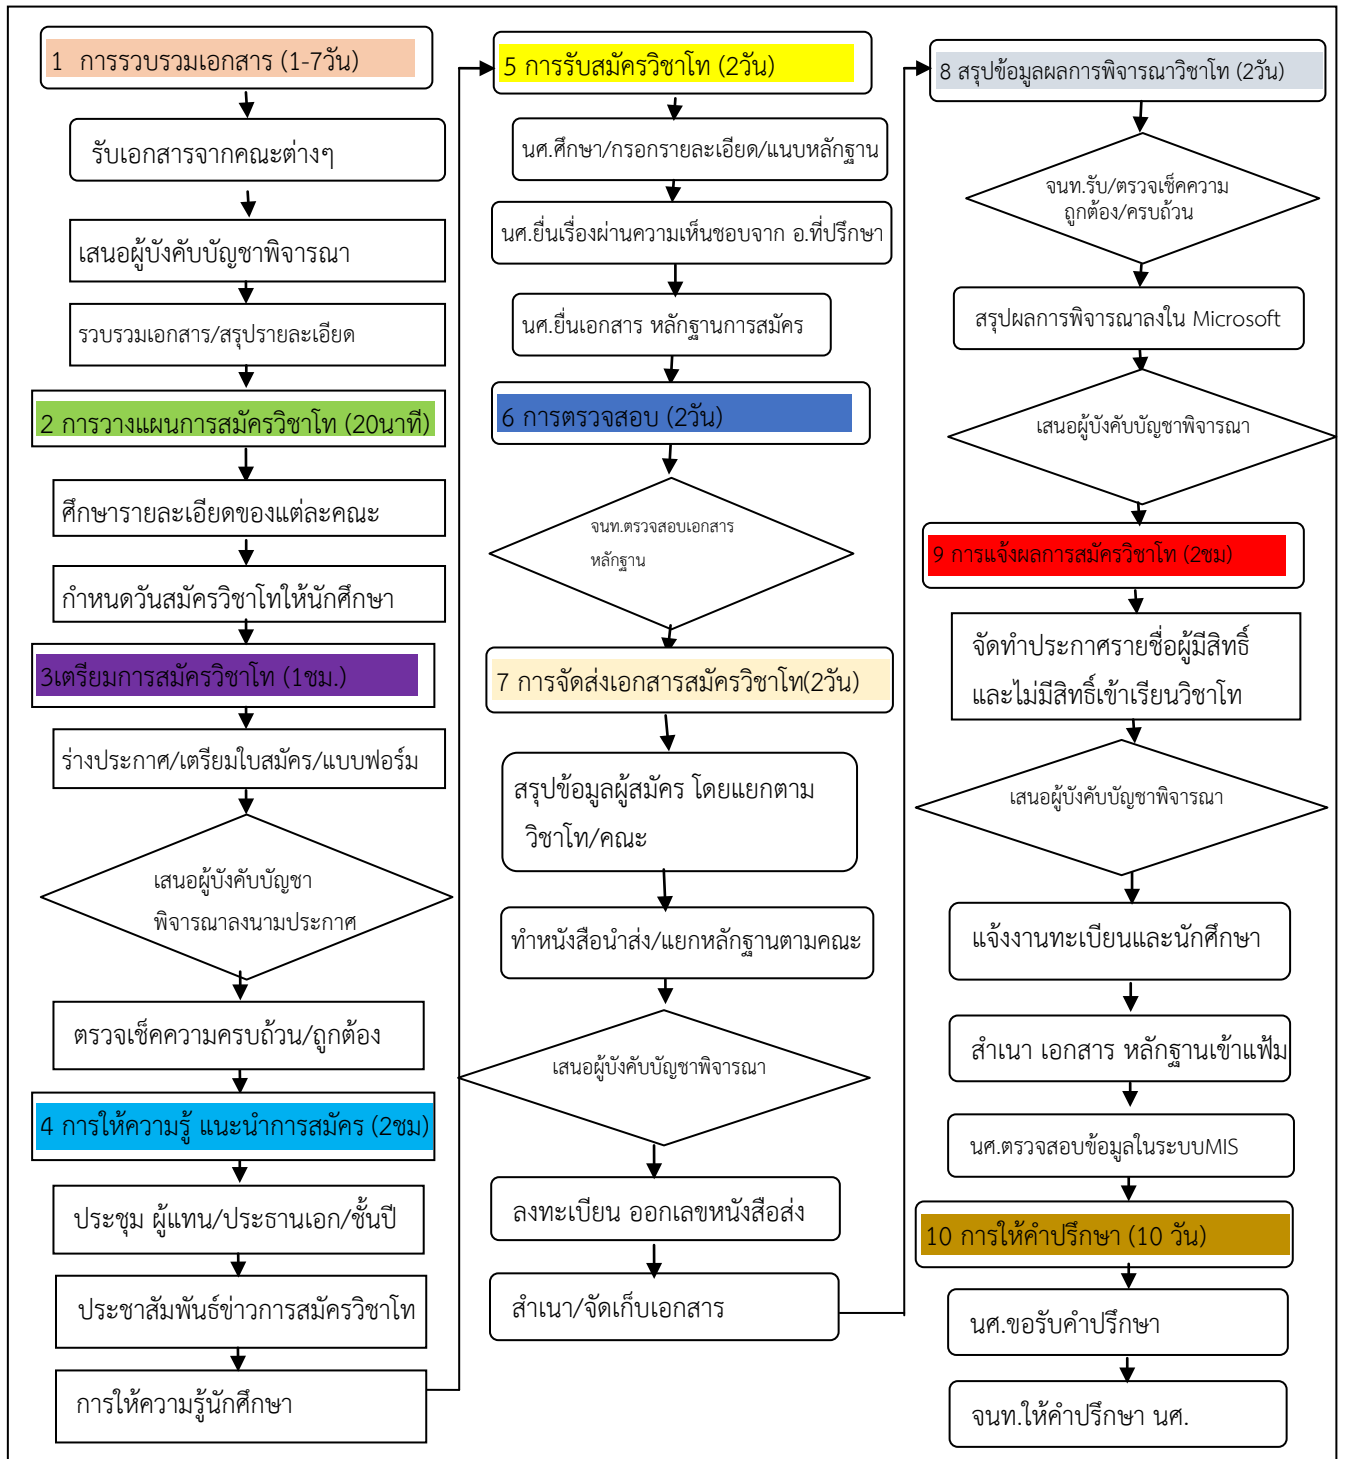 1 การรวบรวมเอกสาร (1-7วัน)
รับเอกสารจากคณะต่างๆ
เสนอผู้บังคับบัญชาพิจารณา
รวบรวมเอกสาร/สรุปรายละเอียด
2 การวางแผนการสมัครวิชาโท (20นาที)
ศึกษารายละเอียดของแต่ละคณะ
กำหนดวันสมัครวิชาโทให้นักศึกษา
3เตรียมการสมัครวิชาโท (1ชม.)
ร่างประกาศ/เตรียมใบสมัคร/แบบฟอร์ม
เสนอผู้บังคับบัญชา
พิจารณาลงนามประกาศ
ตรวจเช็คความครบถ้วน/ถูกต้อง
4 การให้ความรู้ แนะนำการสมัคร (2ชม)
ประชุม ผู้แทน/ประธานเอก/ชั้นปี
ประชาสัมพันธ์ข่าวการสมัครวิชาโท
การให้ความรู้นักศึกษา
5 การรับสมัครวิชาโท (2วัน)
นศ.ศึกษา/กรอกรายละเอียด/แนบหลักฐาน
นศ.ยื่นเรื่องผ่านความเห็นชอบจาก อ.ที่ปรึกษา
นศ.ยื่นเอกสาร หลักฐานการสมัคร
6 การตรวจสอบ (2วัน)
จนท.ตรวจสอบเอกสาร
หลักฐาน
7 การจัดส่งเอกสารสมัครวิชาโท(2วัน)
สรุปข้อมูลผู้สมัคร โดยแยกตาม
วิชาโท/คณะ
ทำหนังสือนำส่ง/แยกหลักฐานตามคณะ
เสนอผู้บังคับบัญชาพิจารณา
ลงทะเบียน ออกเลขหนังสือส่ง
สำเนา/จัดเก็บเอกสาร
8 สรุปข้อมูลผลการพิจารณาวิชาโท (2วัน)
จนท.รับ/ตรวจเช็คความ
ถูกต้อง/ครบถ้วน
สรุปผลการพิจารณาลงใน Microsoft
เสนอผู้บังคับบัญชาพิจารณา
9 การแจ้งผลการสมัครวิชาโท (2ชม)
จัดทำประกาศรายชื่อผู้มีสิทธิ์
และไม่มีสิทธิ์เข้าเรียนวิชาโท
เสนอผู้บังคับบัญชาพิจารณา
แจ้งงานทะเบียนและนักศึกษา
สำเนา เอกสาร หลักฐานเข้าแฟ้ม
นศ.ตรวจสอบข้อมูลในระบบMIS
10 การให้คำปรึกษา (10 วัน)
นศ.ขอรับคำปรึกษา
จนท.ให้คำปรึกษา นศ.